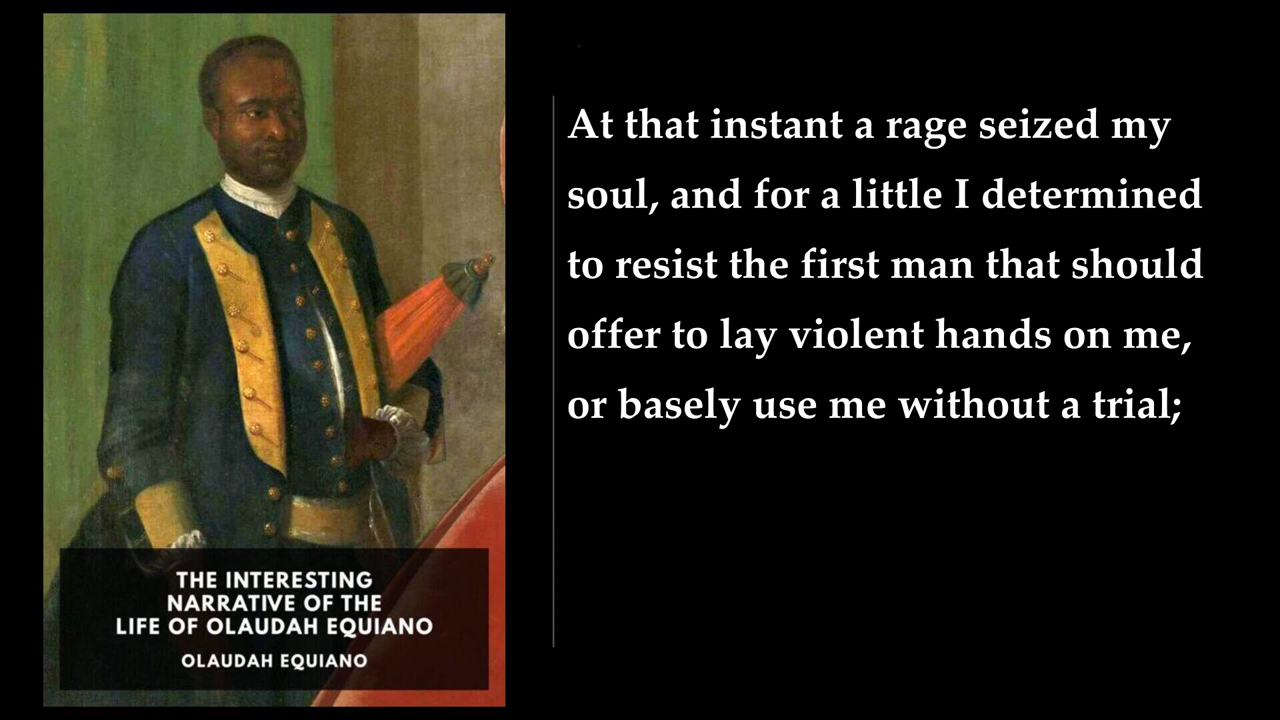 At that instant a rage seized my
soul, and for a little I determined
to resist the first man that should
offer to lay violent hands on me,
or basely use me without a trial;
THE INTERESTING
NARRATIVE OF THE
LIFE OF OLAUDAH EQUIANO
OLAUDAH EQUIANO